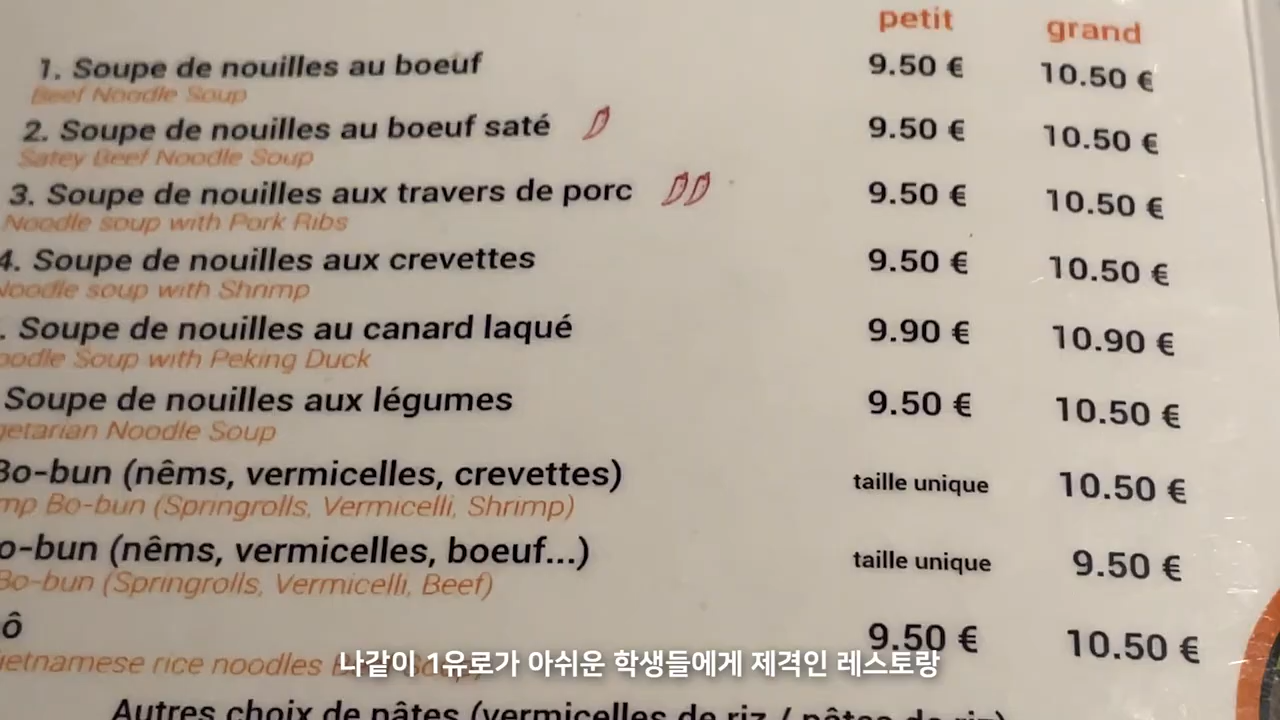 petit grand
1. Soupe de nouilles au boeuf 9.50 € 10.50 €
Beef Noodle Soup
2. Soupe de nouilles au boeuf saté 9.50 € 10.50 €
Satey Beef Noodle Soup
3. Soupe de nouilles aux travers de porc 9.50 € 10.50 €
Noodle soup with Pork Ribs
4. Soupe de nouilles aux crevettes 9.50 € 10.50 €
Noodle soup with Shrimp
. Soupe de nouilles au canard laqué 9.90 € 10.90 €
oodle Soup with Peking Duck
Soupe de nouilles aux légumes 9.50 € 10.50 €
getarian Noodle Soup
Bo-bun (nêms, vermicelles, crevettes) taille unique 10.50 €
mp Bo-bun (Springrolls, Vermicelli, Shrimp)
o-bun (nêms, vermicelles, boeuf...) taille unique 9.50 €
Bo-bun (Springrolls, Vermicelli, Beef)
ô 9.50 € 10.50 €
ietnamese rice noodles
나같이 1유로가 아쉬운 학생들에게 제격인 레스토랑
Autres choix de pâtes (vermicelles de riz / pâtes de riz)